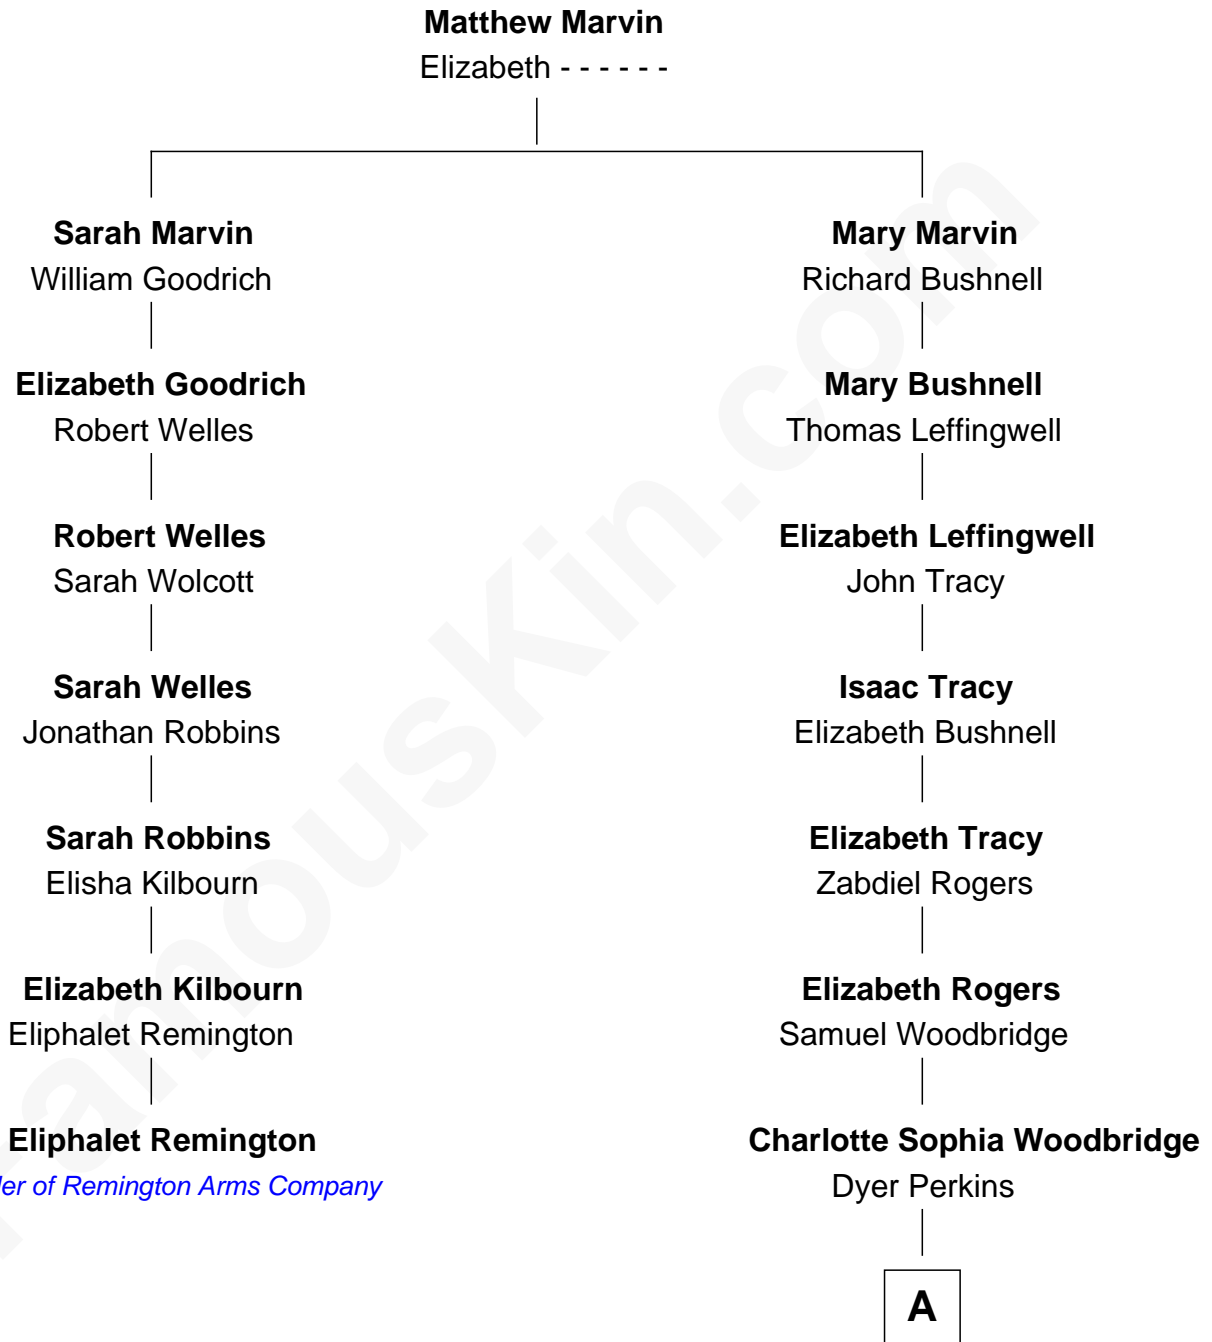 Matthew Marvin
Elizabeth - - - - - -
Sarah Marvin
William Goodrich
Mary Marvin
Richard Bushnell
Elizabeth Goodrich
Robert Welles
Mary Bushnell
Thomas Leffingwell
Robert Welles
Sarah Wolcott
Elizabeth Leffingwell
John Tracy
Sarah Welles
Jonathan Robbins
Isaac Tracy
Elizabeth Bushnell
Sarah Robbins
Elisha Kilbourn
Elizabeth Tracy
Zabdiel Rogers
Elizabeth Kilbourn
Eliphalet Remington
Elizabeth Rogers
Samuel Woodbridge
Eliphalet Remington
of Remington Arms Company
Charlotte Sophia Woodbridge
Dyer Perkins
A
FamousKin.com